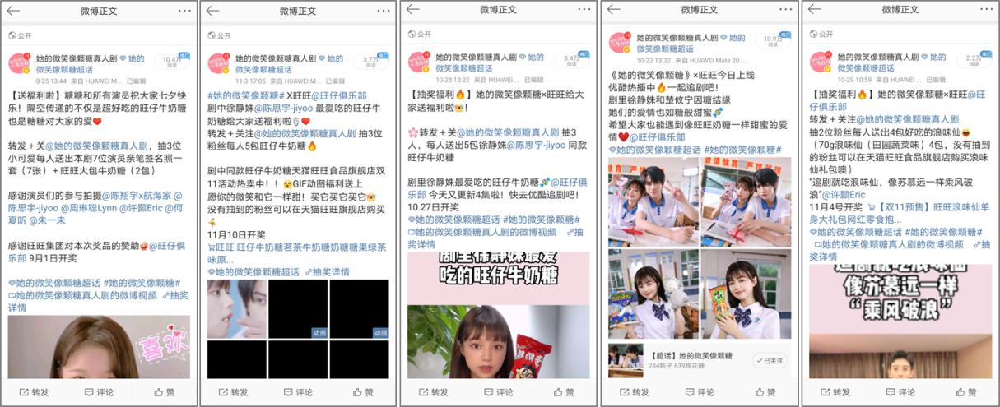 微博正文
公开
她的微笑像颗糖真人剧 她的
微笑像颗糖超话
10.4万
阅读
推广
8-25 13:44 来自 HUAWEI M... 已编辑
【送福利啦】糖糖和所有演员祝大家七夕快
乐！隔空传递的不仅是超好吃的旺仔牛奶糖
也是糖糖对大家的爱
转发＋关注@她的微笑像颗糖真人剧，抽3位
小可爱每人送出本剧7位演员亲笔签名照一
套（7张）＋旺旺大包牛奶糖（2包）
感谢演员们的参与拍摄@陈翔宇x航海家 @
陈思宇-jiyoo @周琳聪Lynn @许颢Eric @何
夏昕 @朱一未
感谢旺旺集团对本次奖品的赞助 @旺仔俱
乐部 9月1日开奖
她的微笑像颗糖超话 #她的微笑像颗糖#
她的微笑像颗糖真人剧的微博视频 抽奖
详情
喜欢
转发 评论 赞
微博正文
公开
她的微笑像颗糖真人剧 她的
微笑像颗糖超话
3.7万
阅读
推广
11-3 17:05 来自 HUAWEI M... 已编辑
#她的微笑像颗糖# X旺旺@旺仔俱乐部
剧中徐静姝@陈思宇-jiyoo 最爱吃的旺仔牛
奶糖给大家送福利啦
转发＋关注@她的微笑像颗糖真人剧 抽3位
粉丝每人5包旺仔牛奶糖
剧中同款旺仔牛奶糖天猫旺旺食品旗舰店双
11活动热卖中！！GIF动图福利送上
愿你的微笑和它一样甜！买它买它买它
没有抽到的粉丝可以在天猫旺旺旗舰店购买
11月10日开奖
旺旺 旺仔牛奶糖茗茶牛奶糖奶糖糖果绿茶
味原...
她的微笑像颗糖超话 抽奖详情
动图
动图
转发 评论 赞
微博正文
公开
她的微笑像颗糖真人剧 她的
微笑像颗糖超话
3.4万
阅读
推广
10-23 13:22 来自 HUAWEI ... 已编辑
【抽奖福利】她的微笑像颗糖×旺旺给大
家送福利啦！
转发＋关@她的微笑像颗糖真人剧 抽3
人，每人送出5包徐静姝@陈思宇-jiyoo 同款
旺仔牛奶糖
剧里徐静姝最爱吃的旺仔牛奶糖@旺仔俱
乐部 今天又更新4集啦！快去优酷追剧吧！
10.27日开奖
她的微笑像颗糖超话 #她的微笑像颗糖#
她的微笑像颗糖真人剧的微博视频 抽
奖详情
剧里徐静姝最爱
吃的旺仔牛奶糖
转发 评论 赞
微博正文
她的微笑像颗糖真人剧 她的
微笑像颗糖超话
10.9万
阅读
推广
10-22 13:22 来自 HUAWEI Mate 20 ...
《她的微笑像颗糖》×旺旺今日上线
优酷热播中一起追剧吧！
剧里徐静姝和楚攸宁因糖结缘
她们的爱情也如糖般甜蜜
希望大家也能遇到像旺旺奶糖一样甜蜜的爱
情@旺仔俱乐部
她的微笑像颗糖超话 #她的微笑像颗糖#
【超话】她的微笑像颗糖
284帖子 639棉花糖
已关注
转发 评论 赞
微博正文
公开
她的微笑像颗糖真人剧 她的
微笑像颗糖超话
2.2万
阅读
推广
10-29 10:59 来自 HUAWEI ... 已编辑
【抽奖福利】她的微笑像颗糖×旺旺@旺
仔俱乐部
转发＋关注@她的微笑像颗糖真人剧
抽2位粉丝每人送出4包好吃的浪味仙
（70g浪味仙（田园蔬菜味）4包，没有抽到
的粉丝可以在天猫旺旺食品旗舰店购买浪味
仙礼包噢）
“追剧就吃浪味仙，像苏慕远一样乘风破
浪”@许颢Eric
11月4号开奖 【双11预售】旺旺浪味仙单
身大礼包网红零食抱...
她的微笑像颗糖超话 #她的微笑像颗糖#
她的微笑像颗糖真人剧的微博视频 抽奖
详情
追剧就吃浪味仙
像苏慕远一样
“乘风破浪”
转发 评论 赞